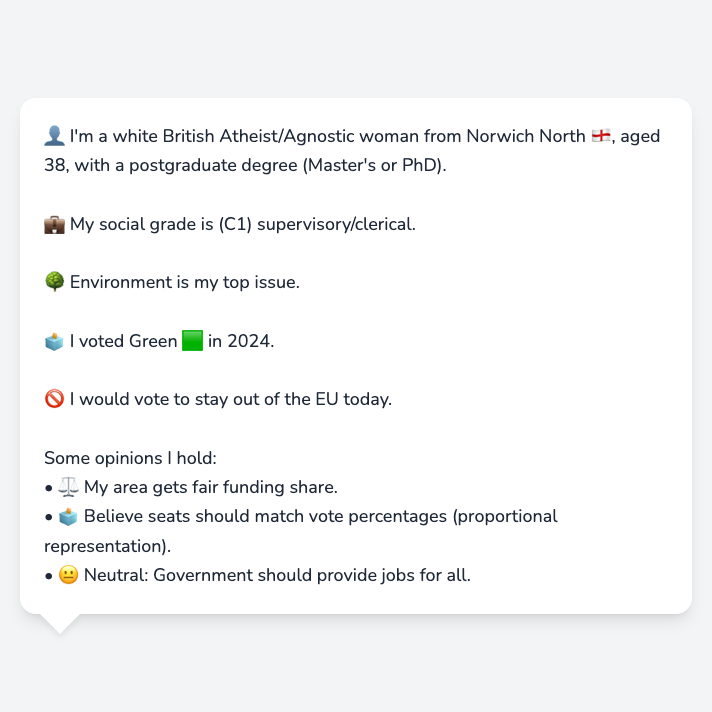 👤 I'm a white British Atheist/Agnostic woman from Norwich North 🏴󠁧󠁢󠁥󠁮󠁧󠁿, aged
38, with a postgraduate degree (Master's or PhD).
💼 My social grade is (C1) supervisory/clerical.
🌳 Environment is my top issue.
🗳️ I voted Green 🟩 in 2024.
🚫 I would vote to stay out of the EU today.
Some opinions I hold:
• ⚖️ My area gets fair funding share.
• 🗳️ Believe seats should match vote percentages (proportional
representation).
• 😐 Neutral: Government should provide jobs for all.